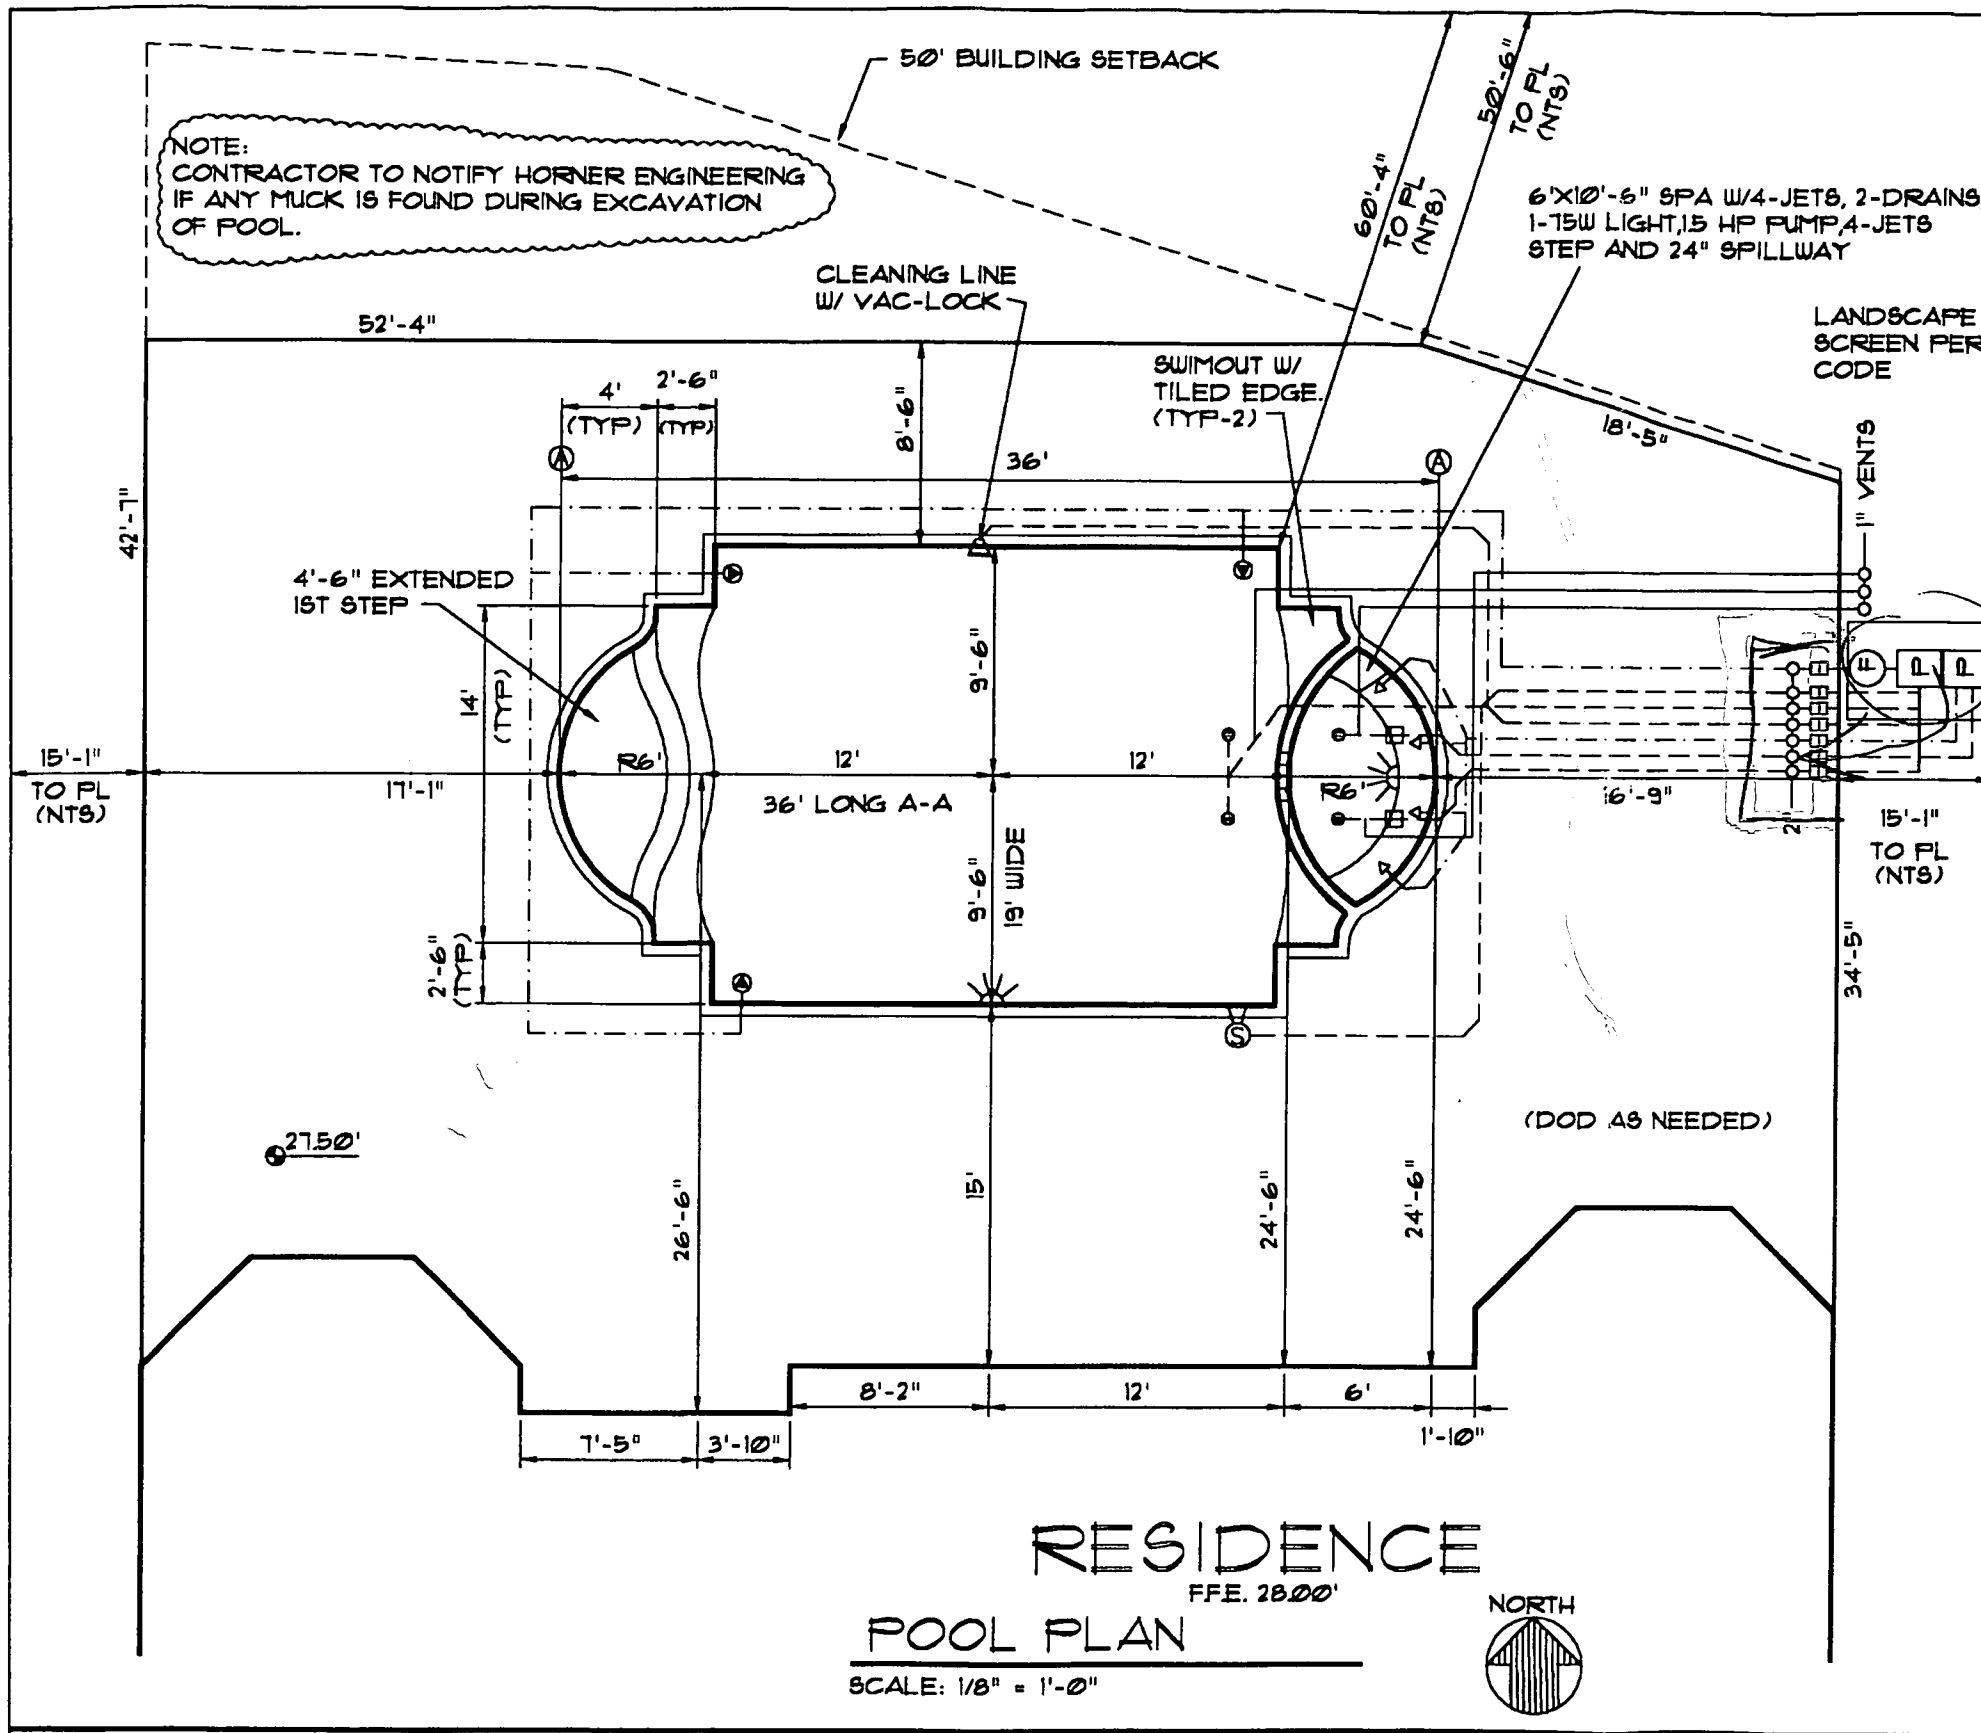 50' BUILDING SETBACK
NOTE:
CONTRACTOR TO NOTIFY HORNER ENGINEERING
IF ANY MUCK IS FOUND DURING EXCAVATION
OF POOL.
60'-4"
TO PL
(NTS)
50'-6"
TO PL
(NTS)
6'X10'-6" SPA W/4-JETS, 2-DRAINS
1-75W LIGHT,1.5 HP PUMP,4-JETS
STEP AND 24" SPILLWAY
CLEANING LINE
W/ VAC-LOCK
LANDSCAPE
SCREEN PER
CODE
52'-4"
SWIMOUT W/
TILED EDGE.
(TYP-2)
4'
(TYP)
2'-6"
(TYP)
8'-6"
18'-5"
1" VENTS
A
36'
A
42'-7"
4'-6" EXTENDED
1ST STEP
14'
(TYP)
9'-6"
F
P
P
15'-1"
TO PL
(NTS)
17'-1"
R6'
12'
12'
36' LONG A-A
R6'
16'-9"
2"
15'-1"
TO PL
(NTS)
9'-6"
19' WIDE
2'-6"
(TYP)
34'-5"
S
27.50'
(DOD AS NEEDED)
26'-6"
15'
24'-6"
24'-6"
8'-2"
12'
6'
1'-10"
7'-5"
3'-10"
RESIDENCE
F.F.E. 28.00'
POOL PLAN
SCALE: 1/8" = 1'-0"
NORTH